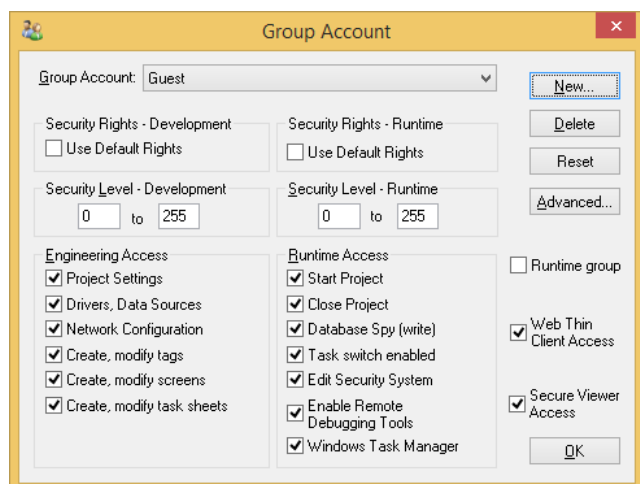 Group Account
Group Account: Guest
New...
Security Rights - Development
Use Default Rights
Security Rights - Runtime
Use Default Rights
Delete
Reset
Security Level - Development
0 to 255
Security Level - Runtime
0 to 255
Advanced...
Engineering Access
Project Settings
Drivers, Data Sources
Network Configuration
Create, modify tags
Create, modify screens
Create, modify task sheets
Runtime Access
Start Project
Close Project
Database Spy (write)
Task switch enabled
Edit Security System
Enable Remote
Debugging Tools
Windows Task Manager
Runtime group
Web Thin
Client Access
Secure Viewer
Access
OK